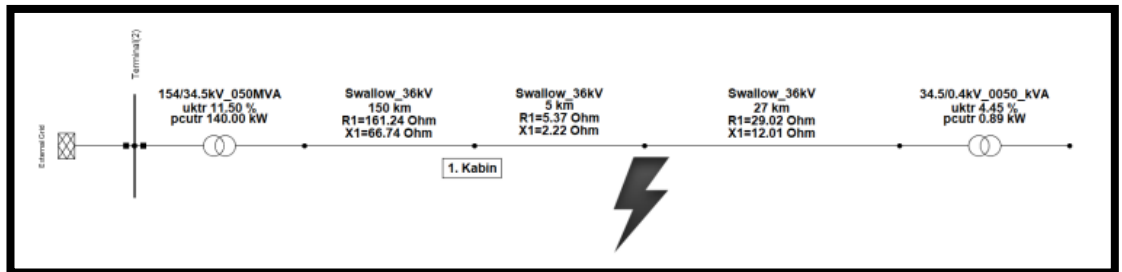 Terminal(2)
External Grid
154/34.5kV_050MVA
uktr 11.50 %
pcutr 140.00 kW
Swallow_36kV
150 km
R1=161.24 Ohm
X1=66.74 Ohm
Swallow_36kV
5 km
R1=5.37 Ohm
X1=2.22 Ohm
Swallow_36kV
27 km
R1=29.02 Ohm
X1=12.01 Ohm
34.5/0.4kV_0050_kVA
uktr 4.45 %
pcutr 0.89 kW
1. Kabin